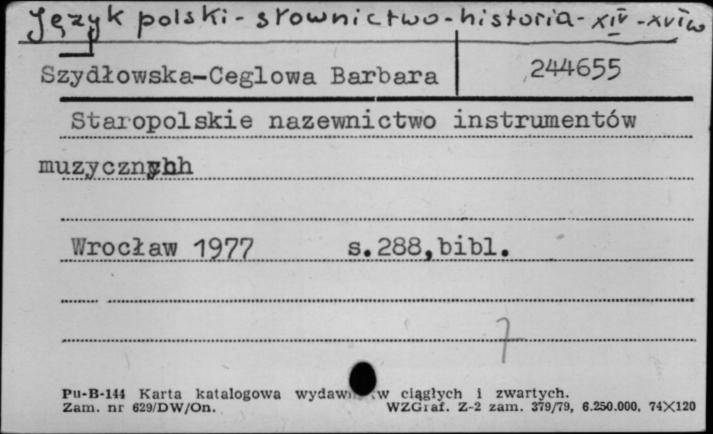 Język polski - słownictwo - historia - XIV - XVI w
Szydłowska-Ceglowa Barbara
244655
Staropolskie nazewnictwo instrumentów
muzycznyhh
Wrocław 1977 s.288,bibl.
7
Pu-B-144 Karta katalogowa w ciągłych i zwartych.
Zam. nr 629/DW/On. WZGraf. Z-2 zam. 379/79, 6.250.000, 74×120